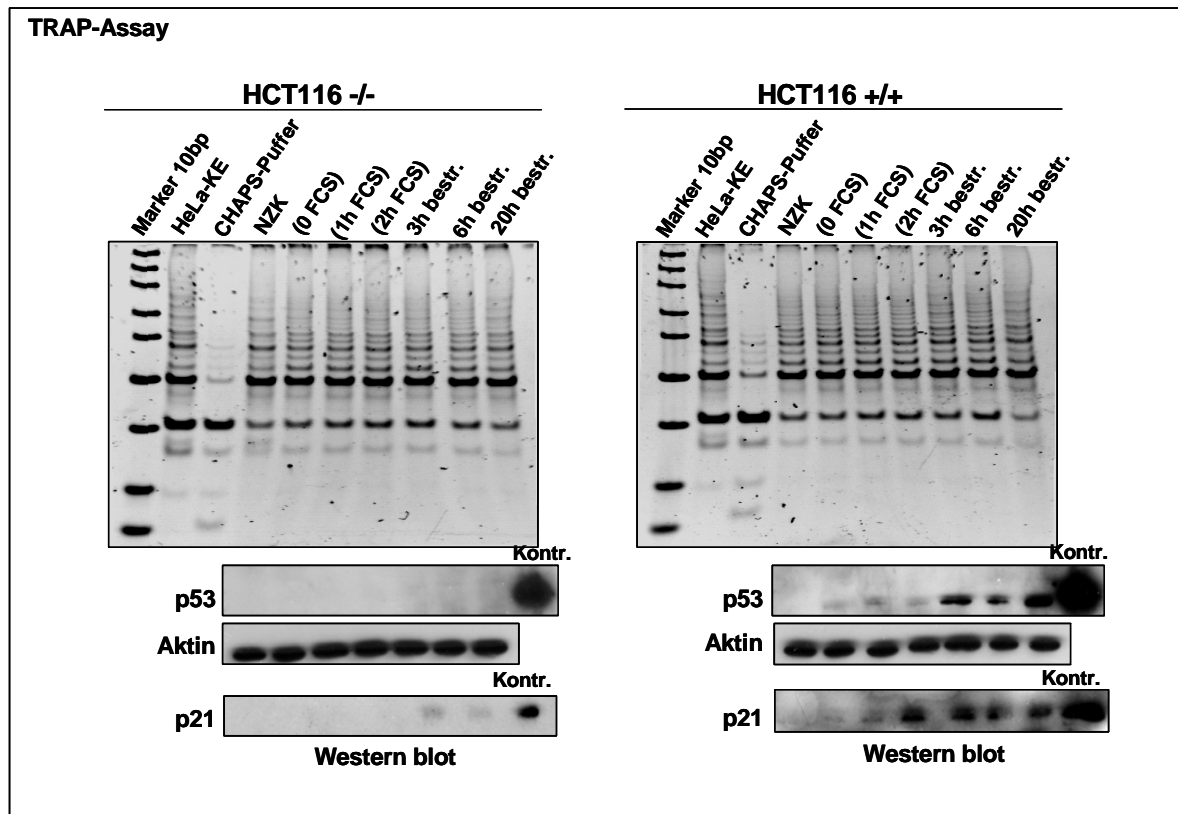 TRAP-Assay
HCT116 -/-
Marker 10bp
HeLa-KE
CHAPS-Puffer
NZK
(0 FCS)
(1h FCS)
(2h FCS)
3h bestr.
6h bestr.
20h bestr.
Kontr.
p53
Aktin
Kontr.
p21
Western blot
HCT116 +/+
Marker 10bp
HeLa-KE
CHAPS-Puffer
NZK
(0 FCS)
(1h FCS)
(2h FCS)
3h bestr.
6h bestr.
20h bestr.
Kontr.
p53
Aktin
Kontr.
p21
Western blot